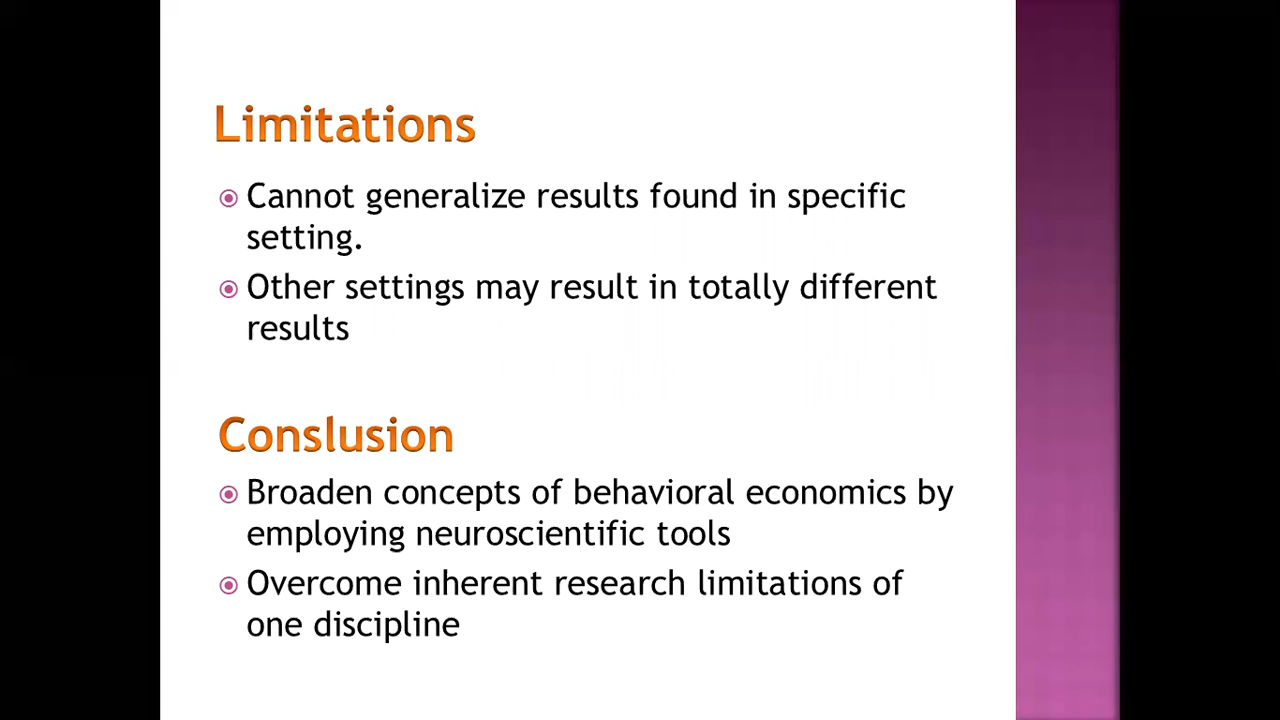 Limitations
Cannot generalize results found in specific
setting.
Other settings may result in totally different
results
Conslusion
Broaden concepts of behavioral economics by
employing neuroscientific tools
Overcome inherent research limitations of
one discipline